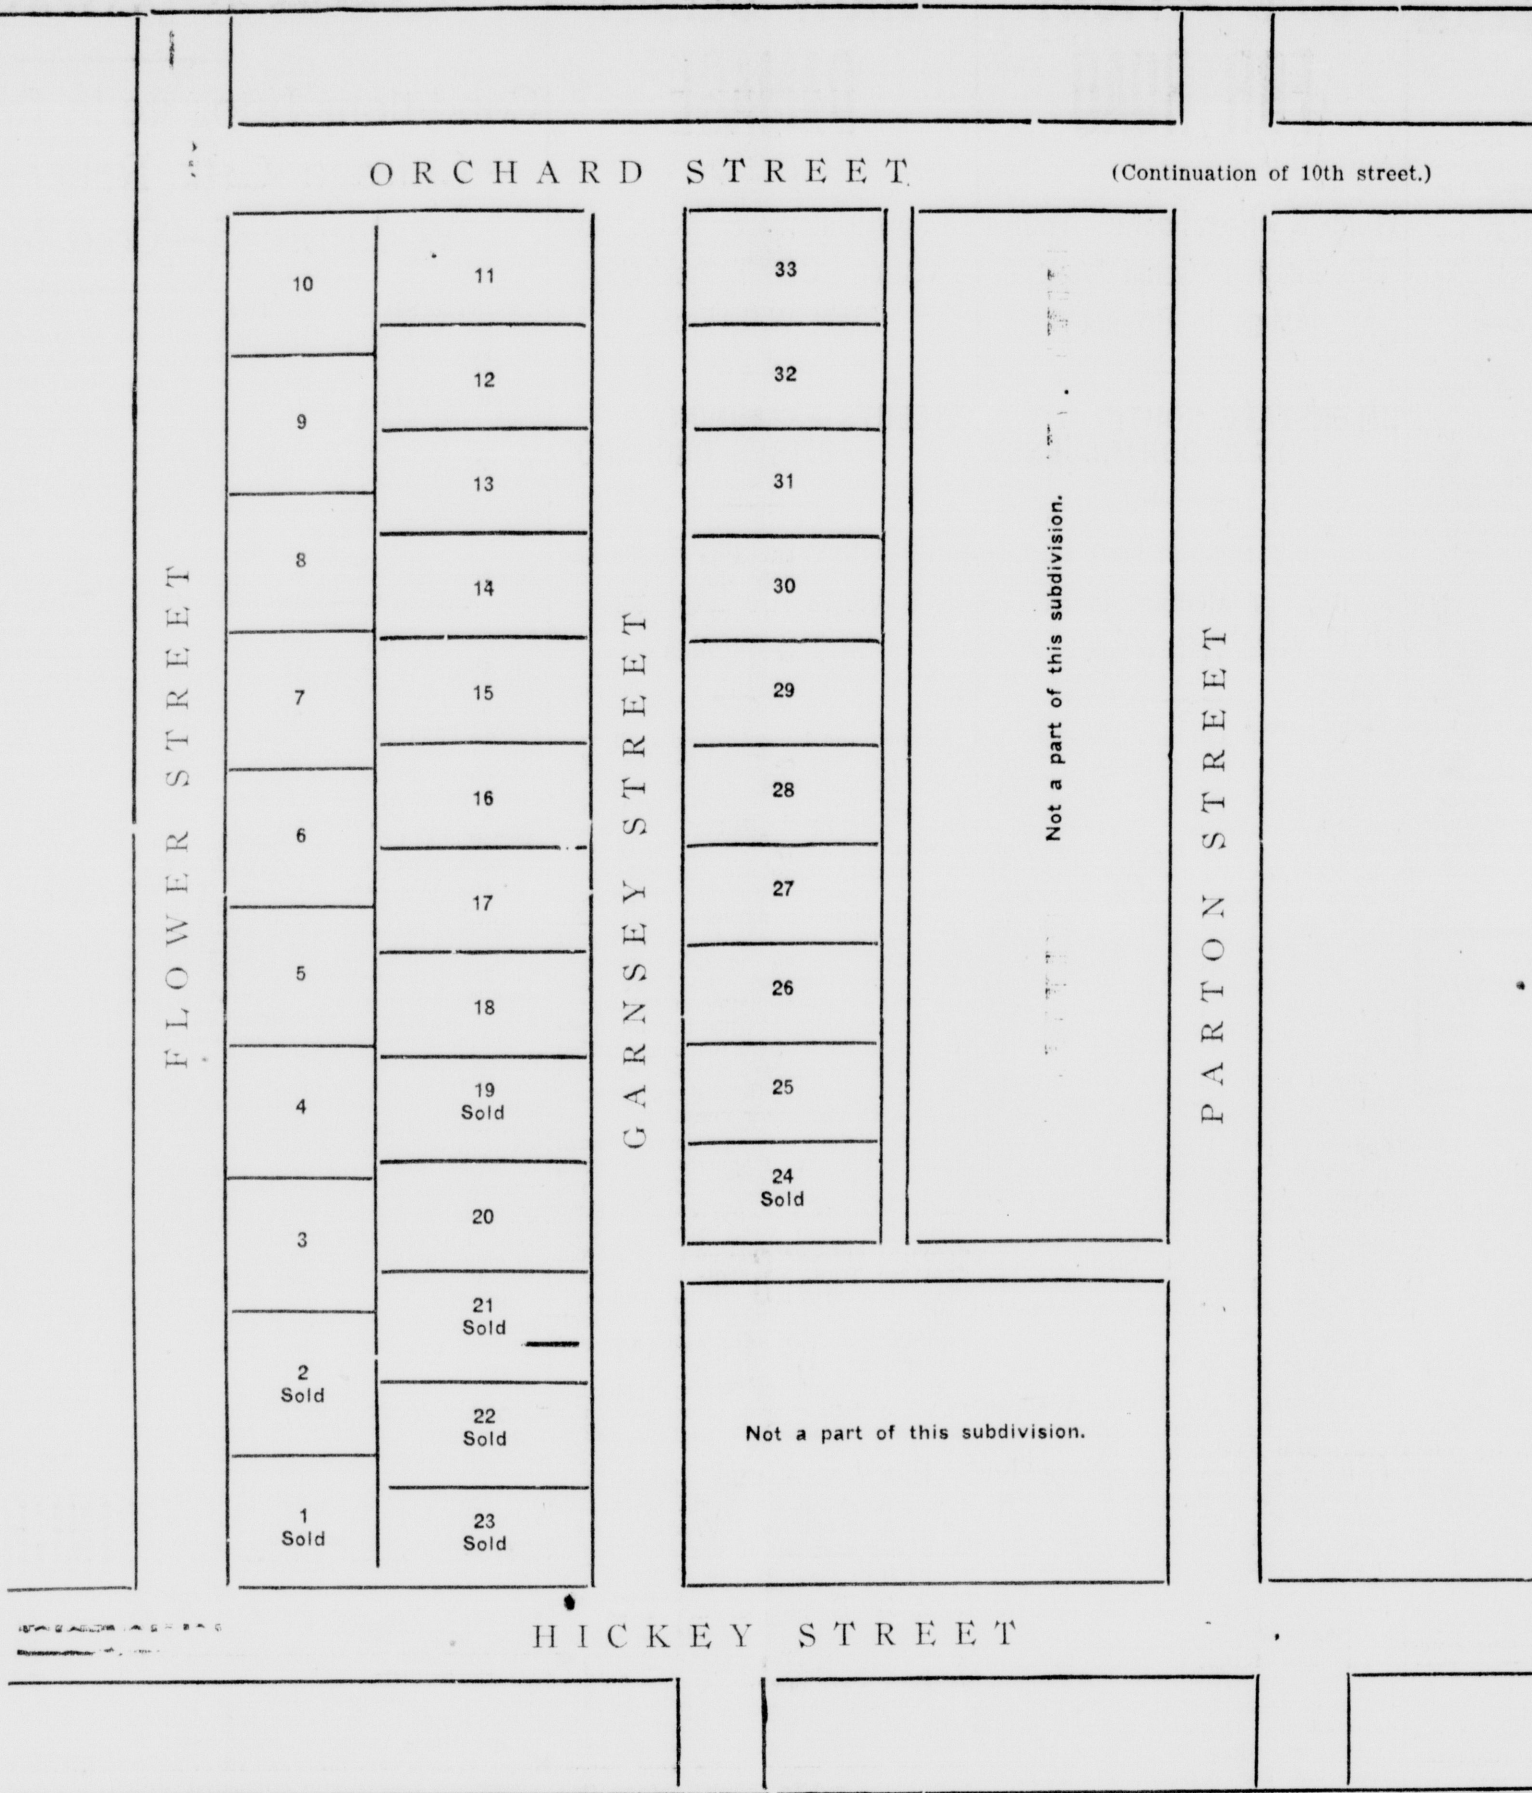 ORCHARD STREET
(Continuation of 10th street.)
FLOWER STREET
10
9
8
7
6
5
4
3
2
Sold
1
Sold
11
12
13
14
15
16
17
18
19
Sold
20
21
Sold
22
Sold
23
Sold
GARNSEY STREET
33
32
31
30
29
28
27
26
25
24
Sold
Not a part of this subdivision.
PARTON STREET
Not a part of this subdivision.
HICKEY STREET